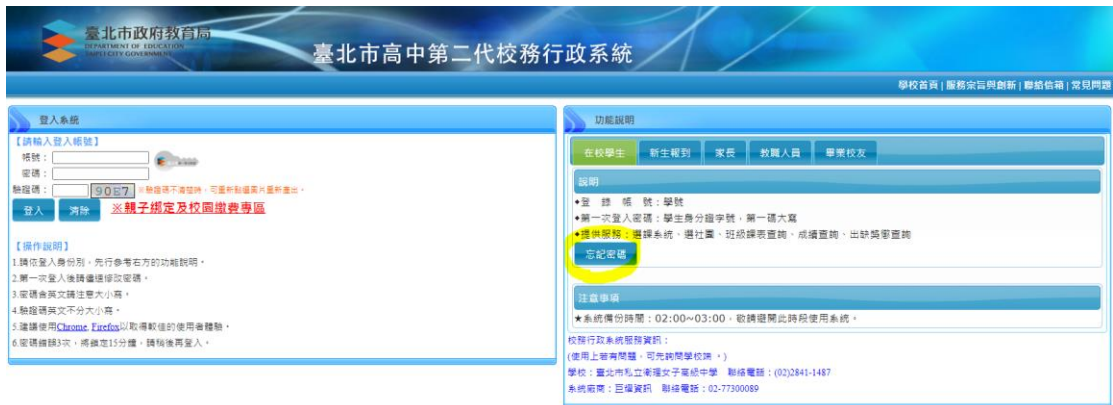 臺北市政府教育局
DEPARTMENT OF EDUCATION
TAIPEI CITY GOVERNMENT
臺北市高中第二代校務行政系統
學校首頁 | 服務宗旨與創新 | 聯絡信箱 | 常見問題
登入系統
【請輸入登入帳號】
帳號：
密碼：
驗證碼： 90E7 ※驗證碼不清楚時，可重新點選圖片重新產出。
登入 清除 ※親子綁定及校園繳費專區
【操作說明】
1.請依登入身份別，先行參考右方的功能說明。
2.第一次登入後請儘速修改密碼。
3.密碼含英文請注意大小寫。
4.驗證碼英文不分大小寫。
5.建議使用Chrome, Firefox以取得較佳的使用者體驗。
6.密碼錯誤3次，將鎖定15分鐘，請稍後再登入。
功能說明
在校學生 新生報到 家長 教職人員 畢業校友
說明
◆登 錄 帳 號：學號
◆第一次登入密碼：學生身分證字號，第一碼大寫
◆提供服務：選課系統、選社團、班級課表查詢、成績查詢、出缺獎懲查詢
忘記密碼
注意事項
★系統備份時間：02:00~03:00，敬請避開此時段使用系統。
校務行政系統服務資訊：
(使用上若有問題，可先詢問學校端。)
學校：臺北市私立衛理女子高級中學 聯絡電話：(02)2841-1487
系統廠商：巨耀資訊 聯絡電話：02-77300089